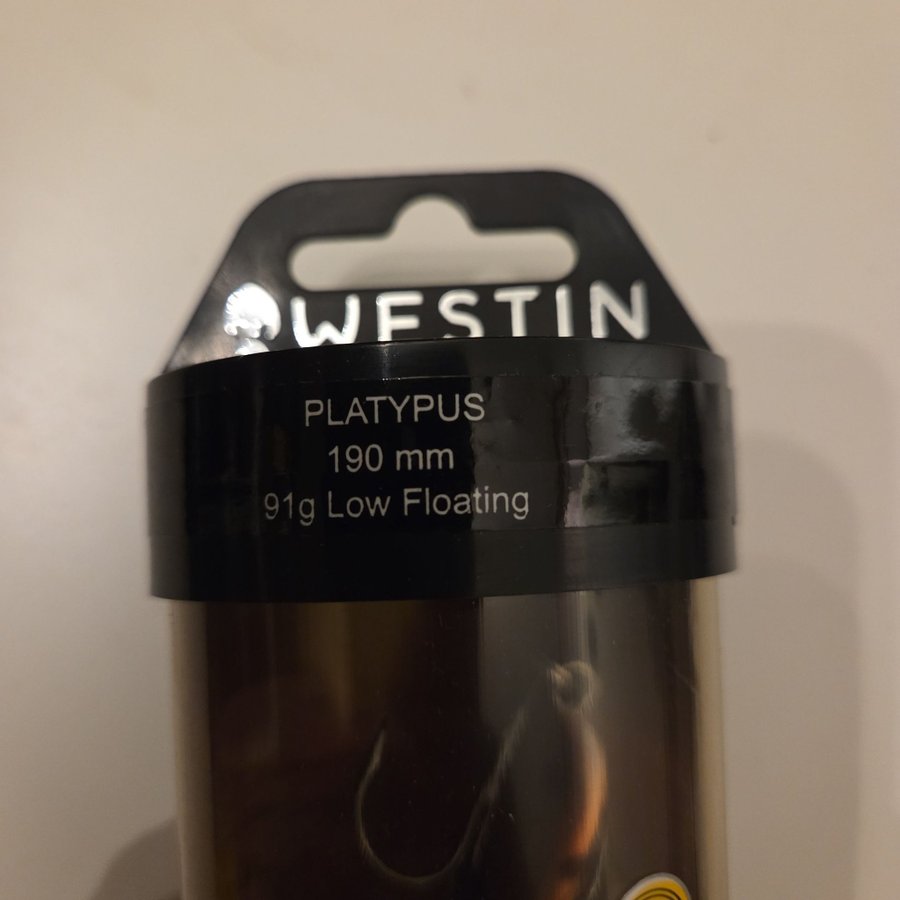 WESTIN
PLATYPUS
190 mm
91g Low Floating